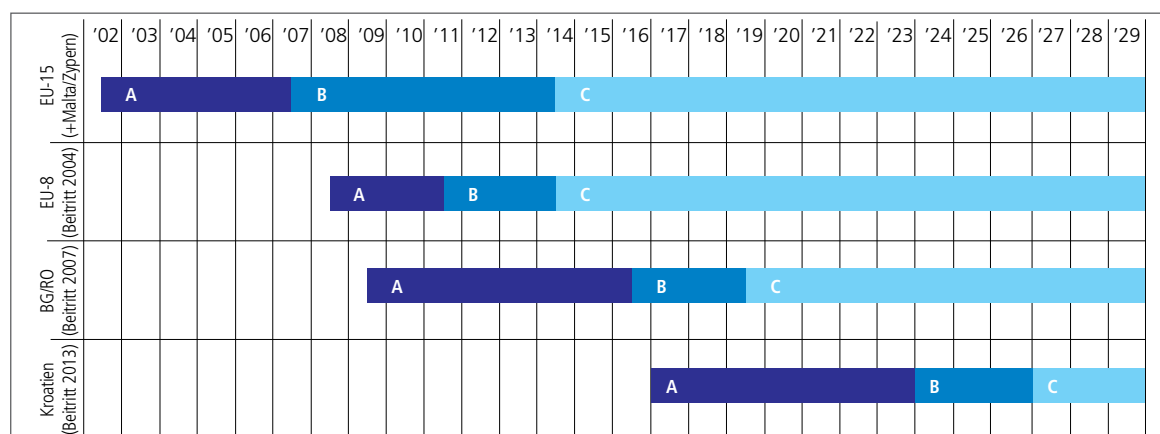 ’02 ’03 ’04 ’05 ’06 ’07 ’08 ’09 ’10 ’11 ’12 ’13 ’14 ’15 ’16 ’17 ’18 ’19 ’20 ’21 ’22 ’23 ’24 ’25 ’26 ’27 ’28 ’29
EU-15
(+Malta/Zypern)
A B C
EU-8
(Beitritt 2004)
A B C
BG/RO
(Beitritt 2007)
A B C
Kroatien
(Beitritt 2013)
A B C